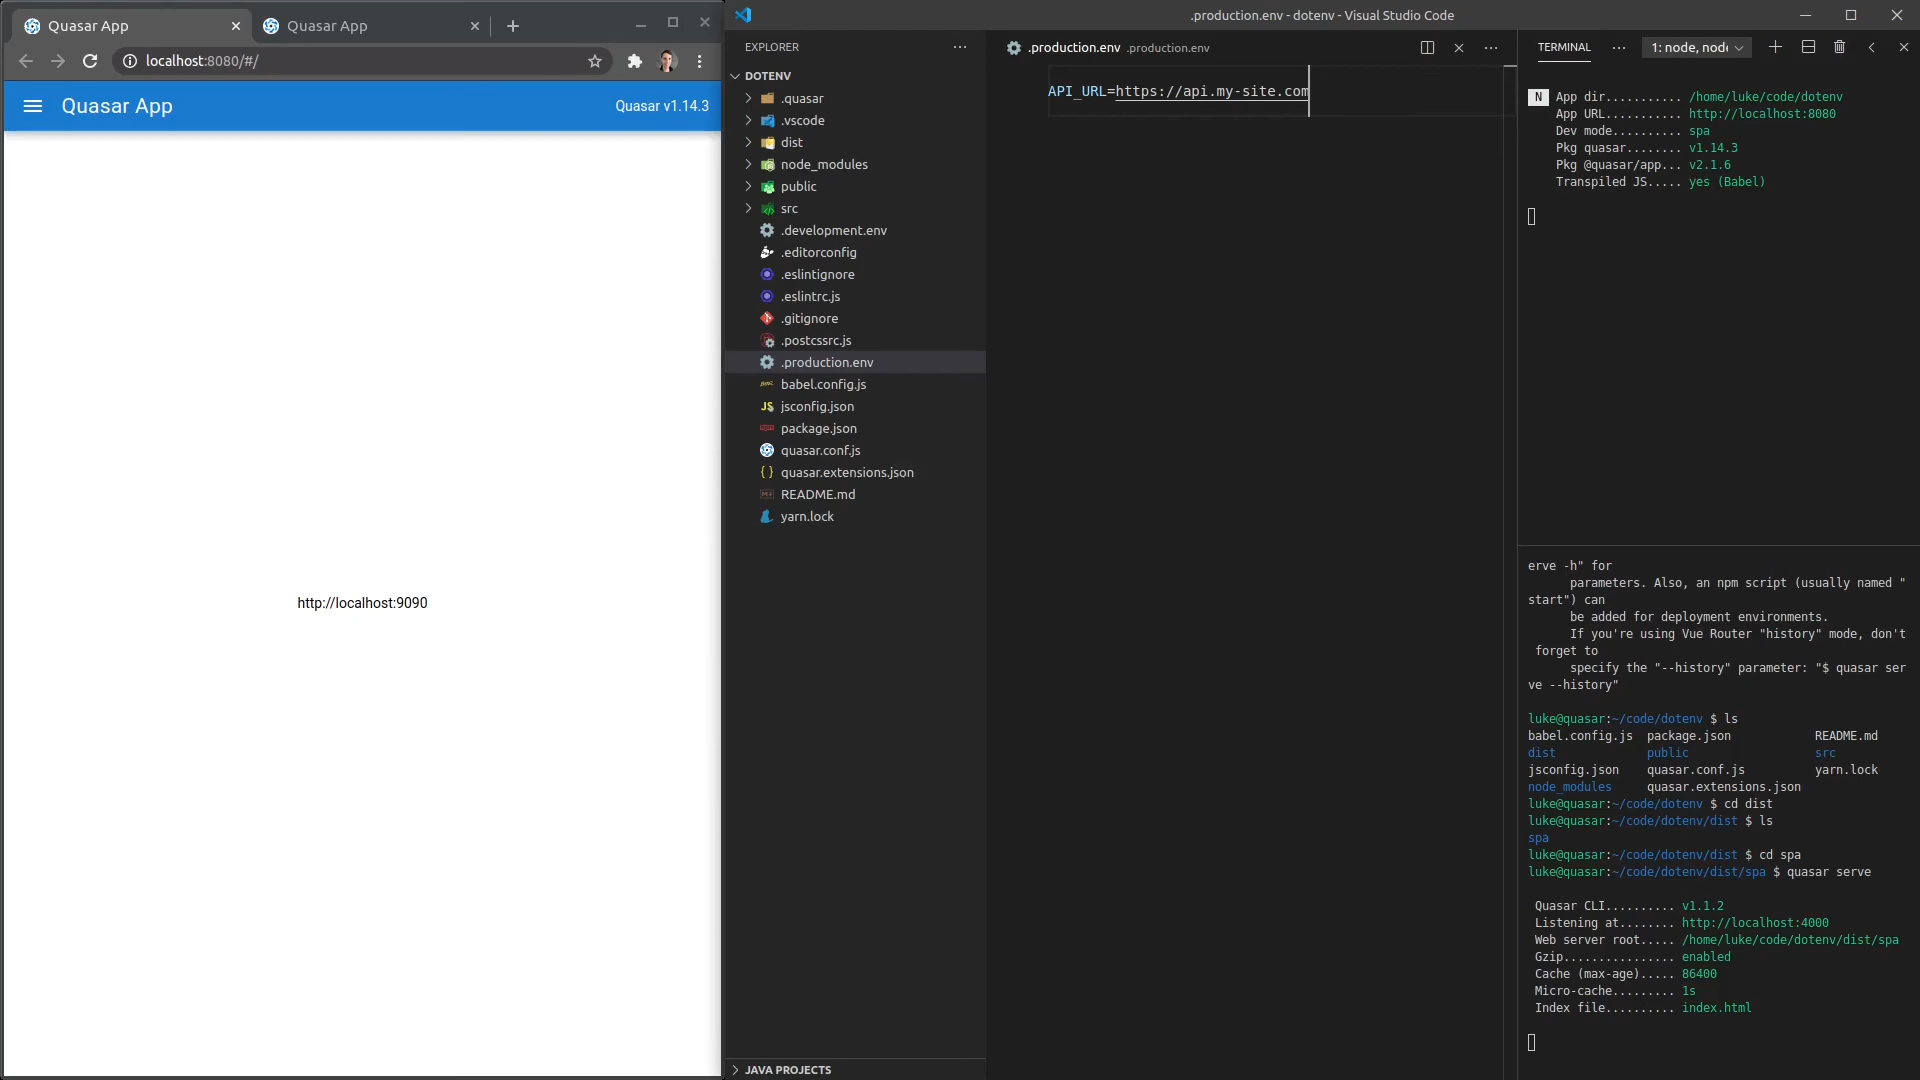 Quasar App
Quasar App
localhost:8080/#/
Quasar App
Quasar v1.14.3
http://localhost:9090
.production.env - dotenv - Visual Studio Code
EXPLORER
DOTENV
.quasar
.vscode
dist
node_modules
public
src
.development.env
.editorconfig
.eslintignore
.eslintrc.js
.gitignore
.postcssrc.js
.production.env
babel.config.js
jsconfig.json
package.json
quasar.conf.js
quasar.extensions.json
README.md
yarn.lock
JAVA PROJECTS
.production.env .production.env
API_URL=https://api.my-site.com
TERMINAL
1: node, node
N App dir........... /home/luke/code/dotenv
App URL........... http://localhost:8080
Dev mode.......... spa
Pkg quasar........ v1.14.3
Pkg @quasar/app... v2.1.6
Transpiled JS..... yes (Babel)
erve -h" for
parameters. Also, an npm script (usually named "
start") can
be added for deployment environments.
If you're using Vue Router "history" mode, don't
forget to
specify the "--history" parameter: "$ quasar ser
ve --history"
luke@quasar:~/code/dotenv $ ls
babel.config.js package.json README.md
dist public src
jsconfig.json quasar.conf.js yarn.lock
node_modules quasar.extensions.json
luke@quasar:~/code/dotenv $ cd dist
luke@quasar:~/code/dotenv/dist $ ls
spa
luke@quasar:~/code/dotenv/dist $ cd spa
luke@quasar:~/code/dotenv/dist/spa $ quasar serve
Quasar CLI.......... v1.1.2
Listening at........ http://localhost:4000
Web server root..... /home/luke/code/dotenv/dist/spa
Gzip................ enabled
Cache (max-age)..... 86400
Micro-cache......... 1s
Index file.......... index.html